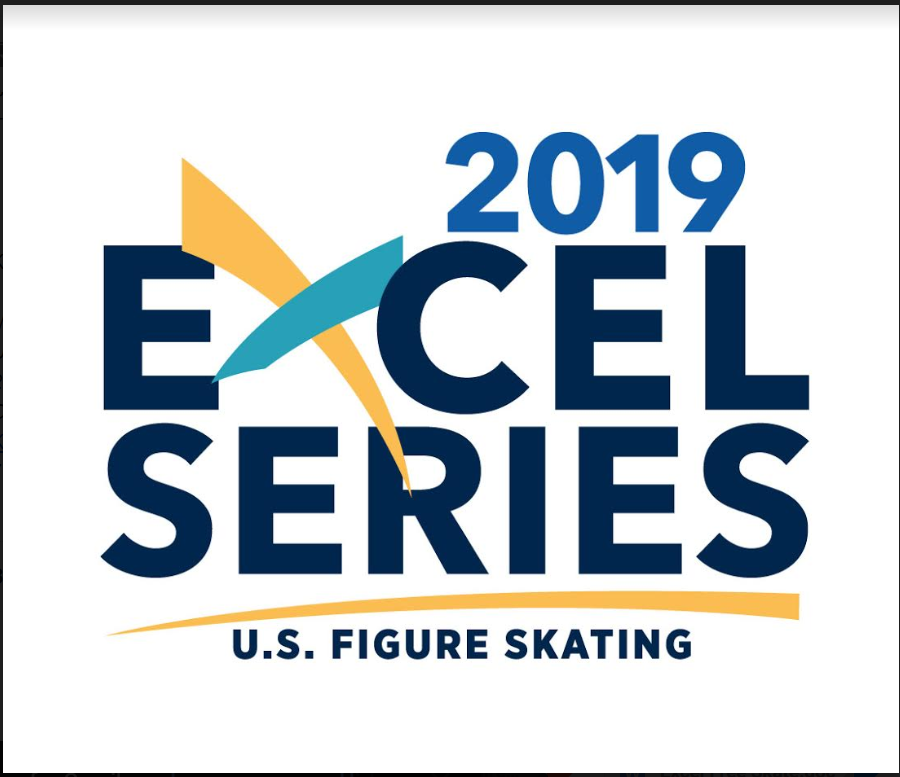 2019
EXCEL
SERIES
U.S. FIGURE SKATING